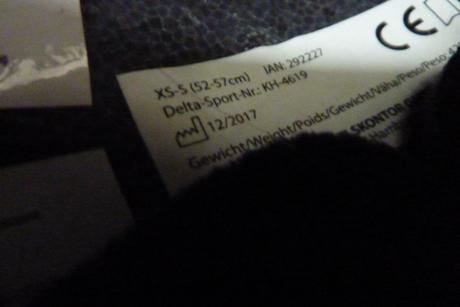 CE
XS-S (52-57cm) IAN: 292227
Delta-Sport-Nr.: KH-4619
12/2017
Gewicht/Weight/Poids/Gewicht/Váha/Peso/Peso:
SKONTOR